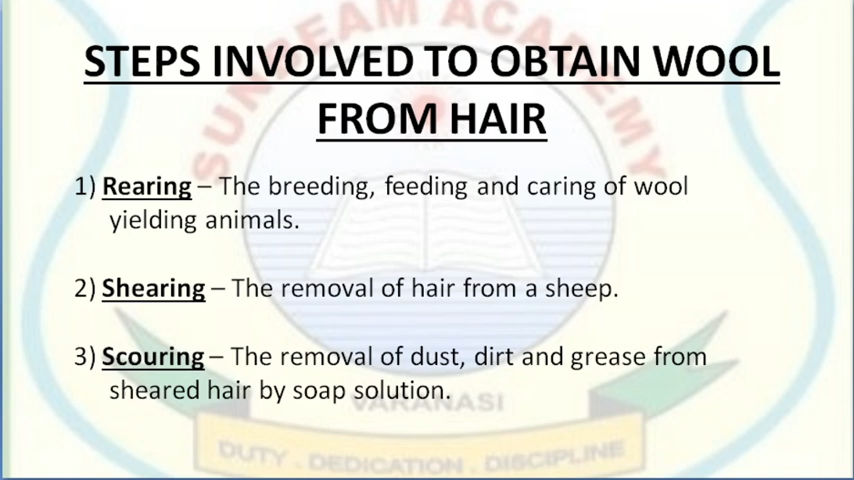 SUNBEAM ACADEMY
STEPS INVOLVED TO OBTAIN WOOL
FROM HAIR
1) Rearing – The breeding, feeding and caring of wool
yielding animals.
2) Shearing – The removal of hair from a sheep.
3) Scouring – The removal of dust, dirt and grease from
sheared hair by soap solution.
VARANASI
DUTY . DEDICATION . DISCIPLINE